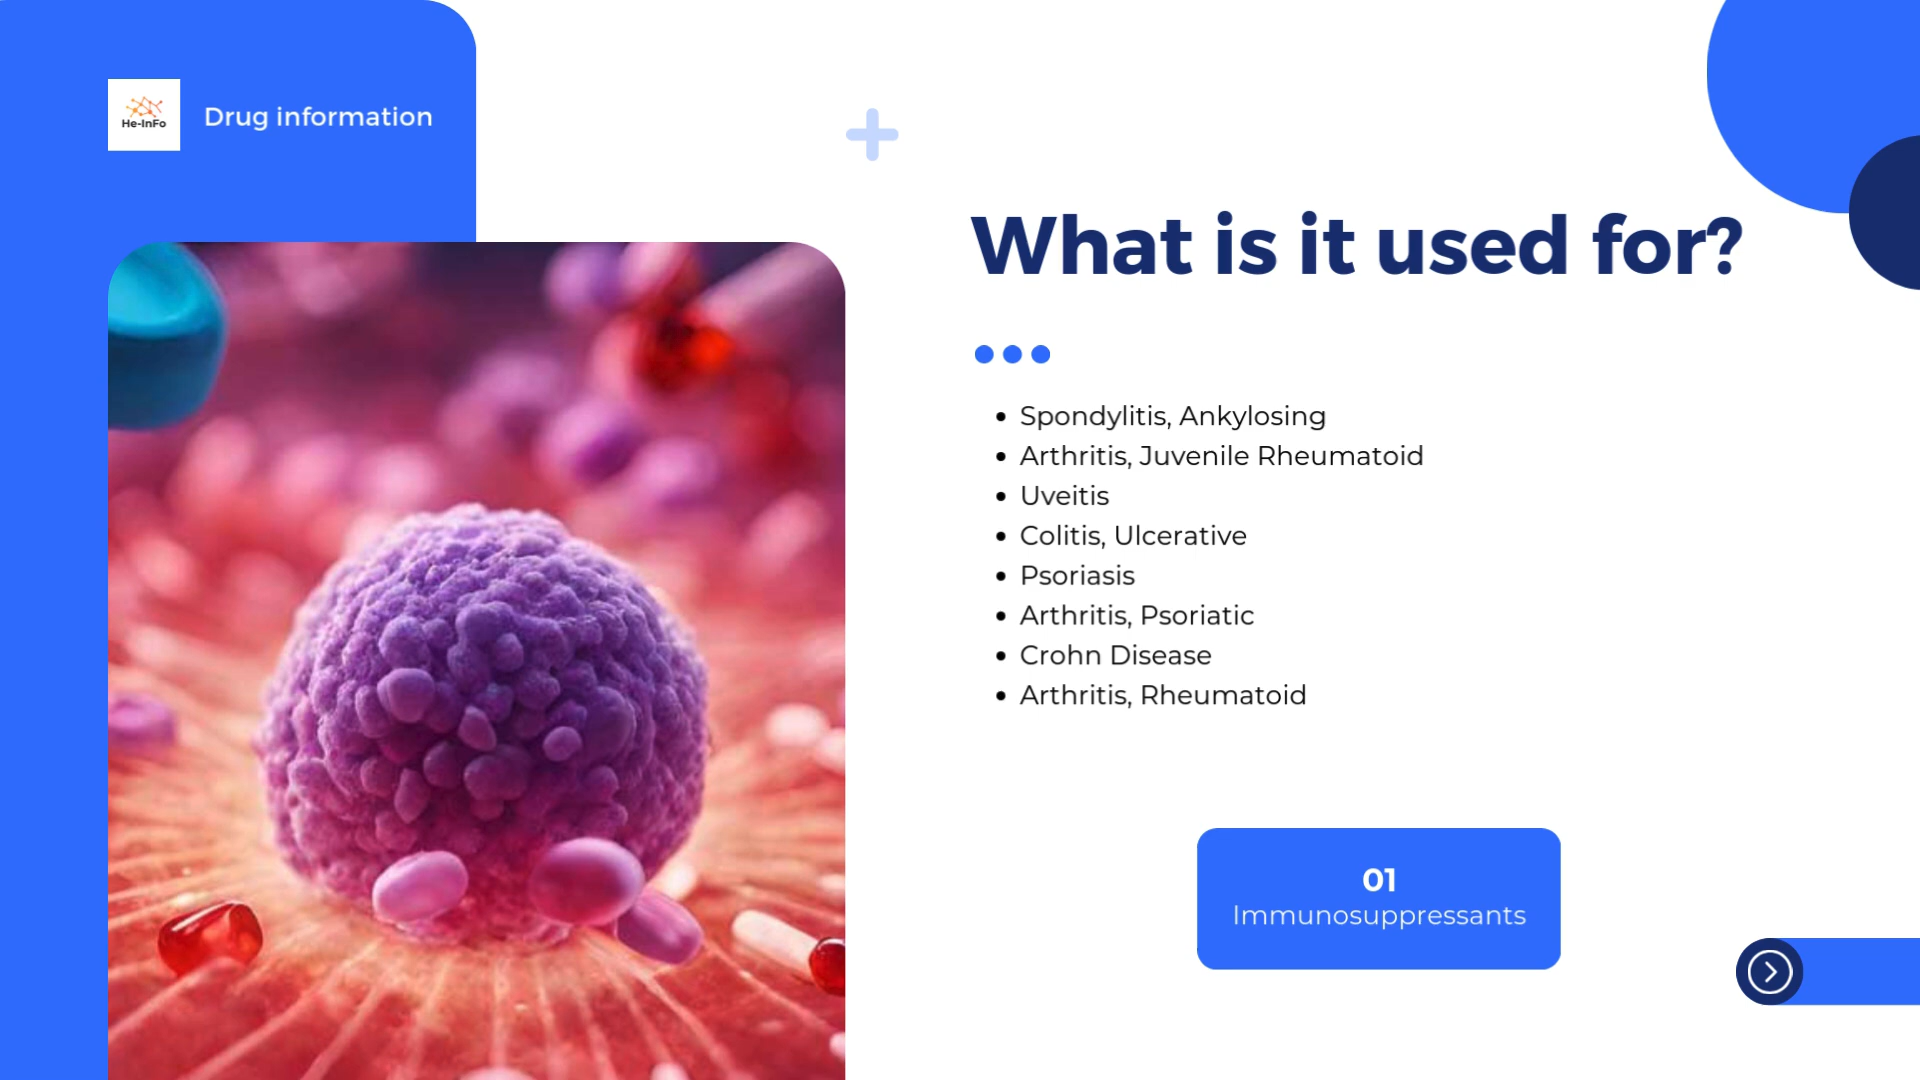 He-InFo
Drug information
What is it used for?
Spondylitis, Ankylosing
Arthritis, Juvenile Rheumatoid
Uveitis
Colitis, Ulcerative
Psoriasis
Arthritis, Psoriatic
Crohn Disease
Arthritis, Rheumatoid
01
Immunosuppressants